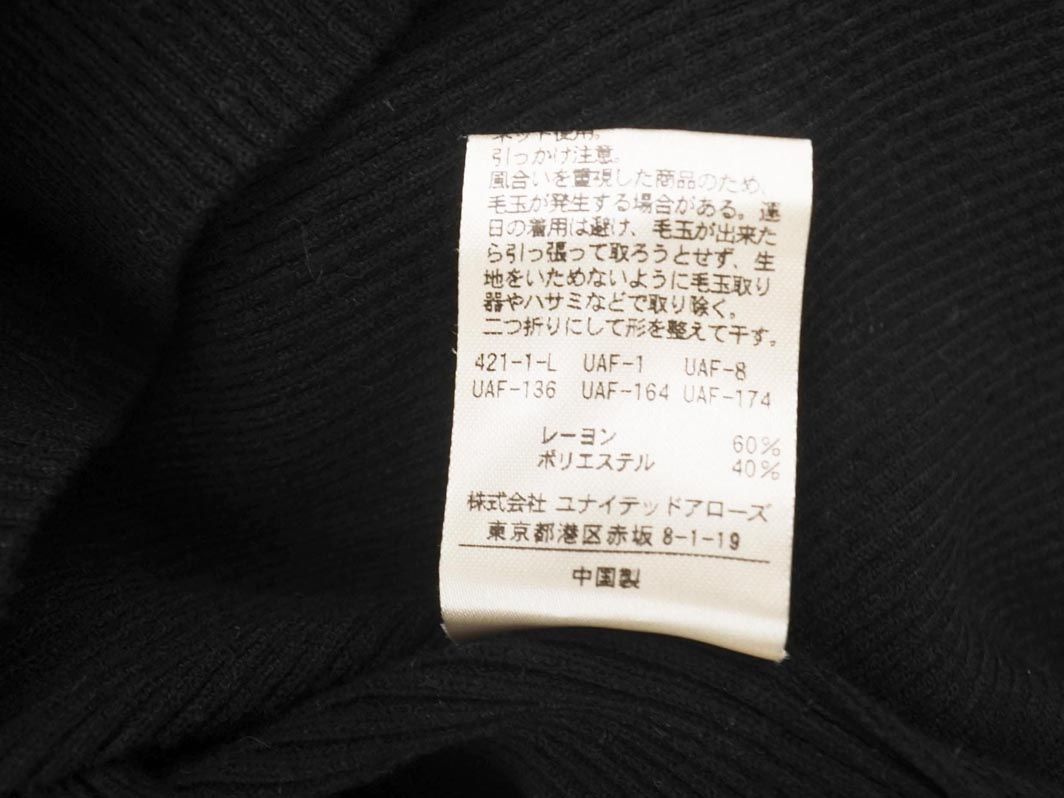 ネット使用。
引っかけ注意。
風合いを重視した商品のため、
毛玉が発生する場合がある。連
日の着用は避け、毛玉が出来た
ら引っ張って取ろうとせず、生
地をいためないように毛玉取り
器やハサミなどで取り除く。
二つ折りにして形を整えて干す。
421-1-L UAF-1 UAF-8
UAF-136 UAF-164 UAF-174
レーヨン 60%
ポリエステル 40%
株式会社 ユナイテッドアローズ
東京都港区赤坂 8-1-19
中国製